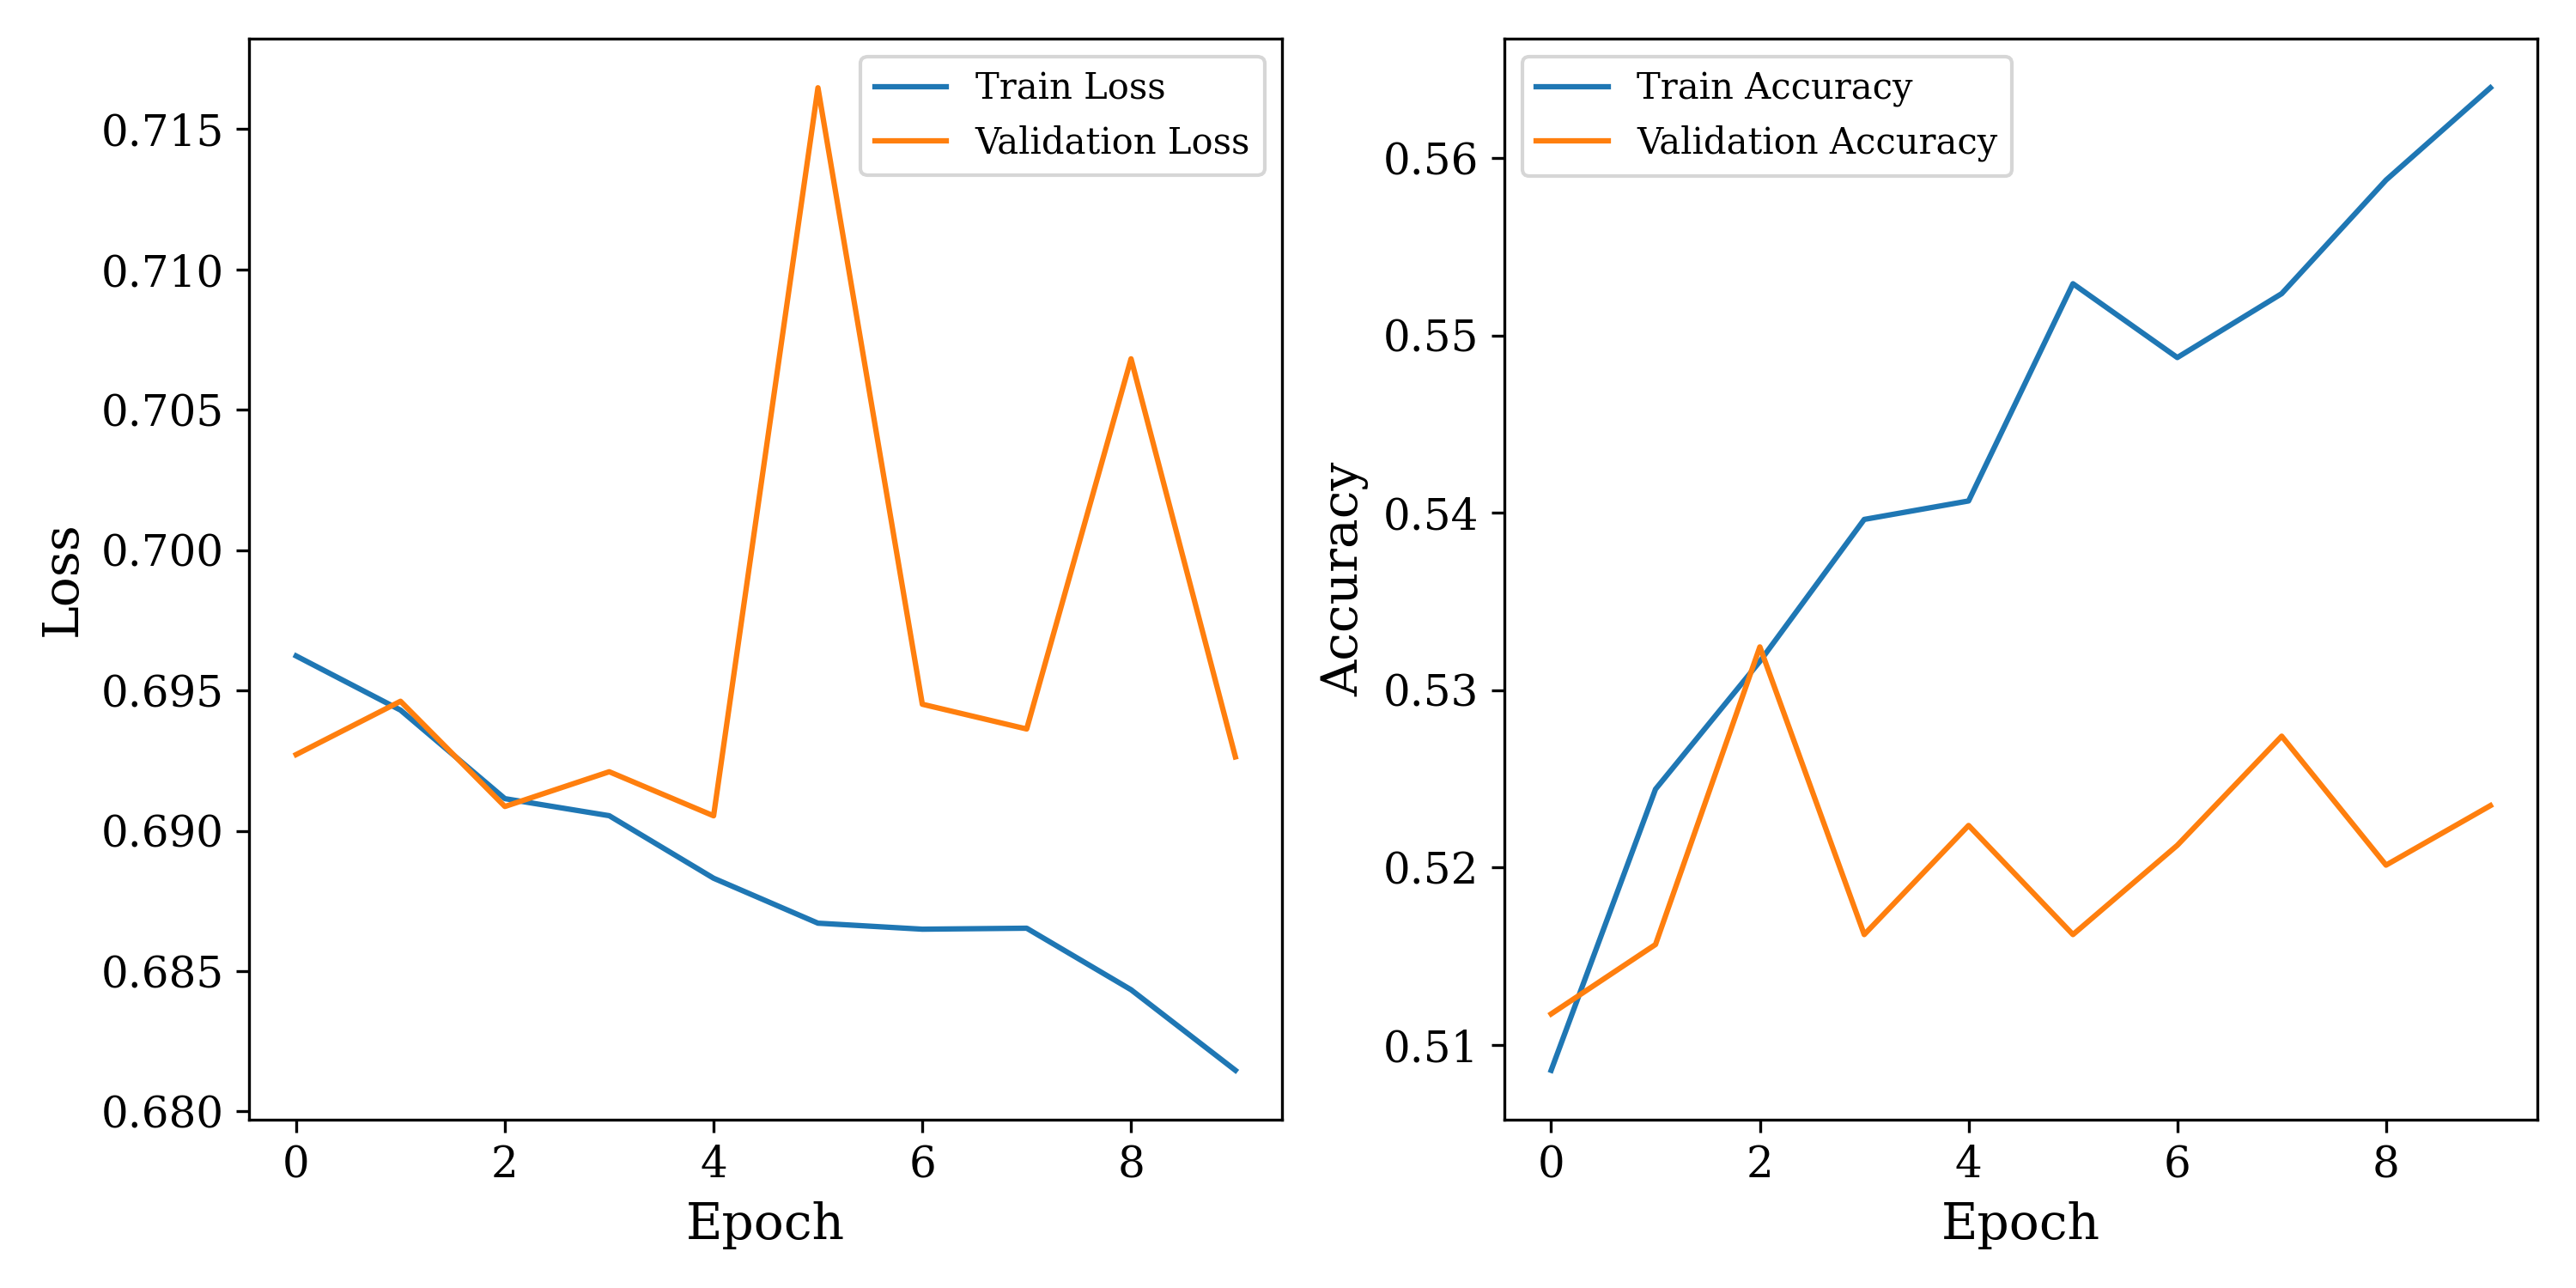 Train Loss
Validation Loss
0.715
0.710
0.705
0.700
0.695
0.690
0.685
0.680
Loss
0 2 4 6 8
Epoch
Train Accuracy
Validation Accuracy
0.56
0.55
0.54
0.53
0.52
0.51
Accuracy
0 2 4 6 8
Epoch